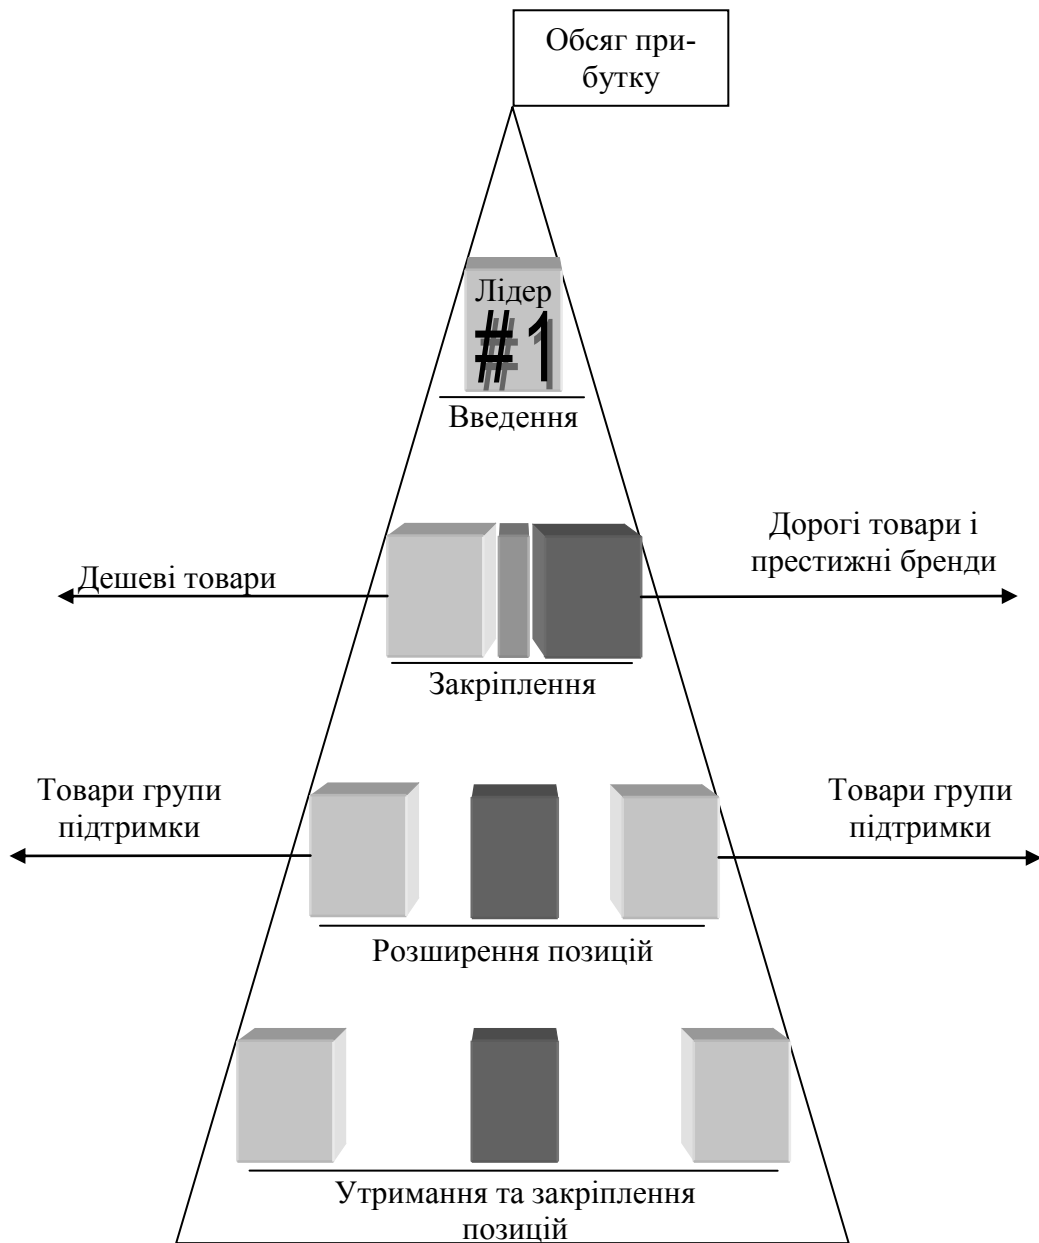 Обсяг при-
бутку
Лідер
#1
Введення
Дешеві товари
Дорогі товари і
престижні бренди
Закріплення
Товари групи
підтримки
Товари групи
підтримки
Розширення позицій
Утримання та закріплення
позицій